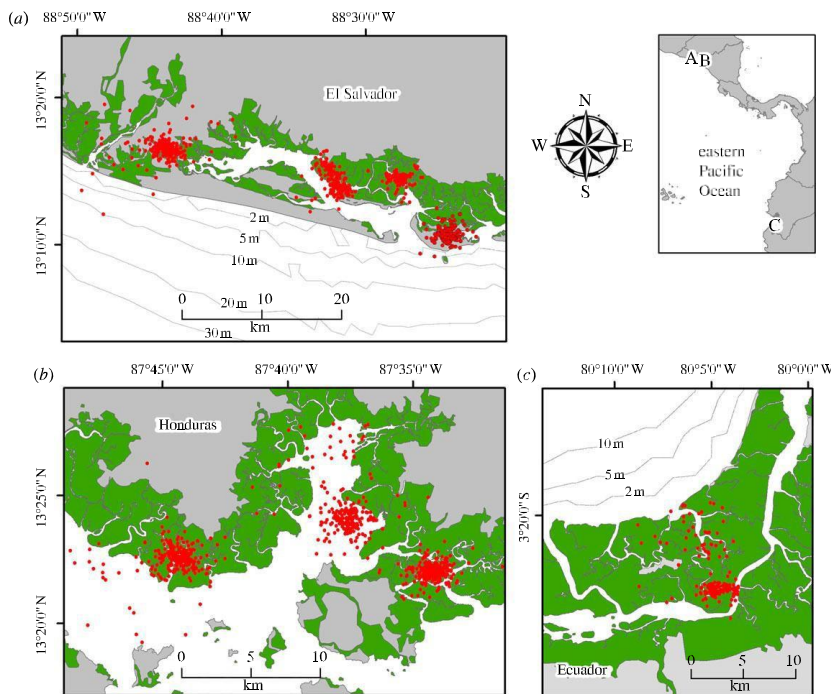 (a)
88°50'0"W
88°40'0"W
88°30'0"W
13°20'0"N
13°10'0"N
El Salvador
2 m
5 m
10 m
20 m
30 m
0 10 20
km
N
W E
S
A B
eastern
Pacific
Ocean
C
(b)
87°45'0"W
87°40'0"W
87°35'0"W
13°25'0"N
13°20'0"N
Honduras
0 5 10
km
(c)
80°10'0"W
80°5'0"W
80°0'0"W
3°20'0"S
10 m
5 m
2 m
Ecuador
0 5 10
km